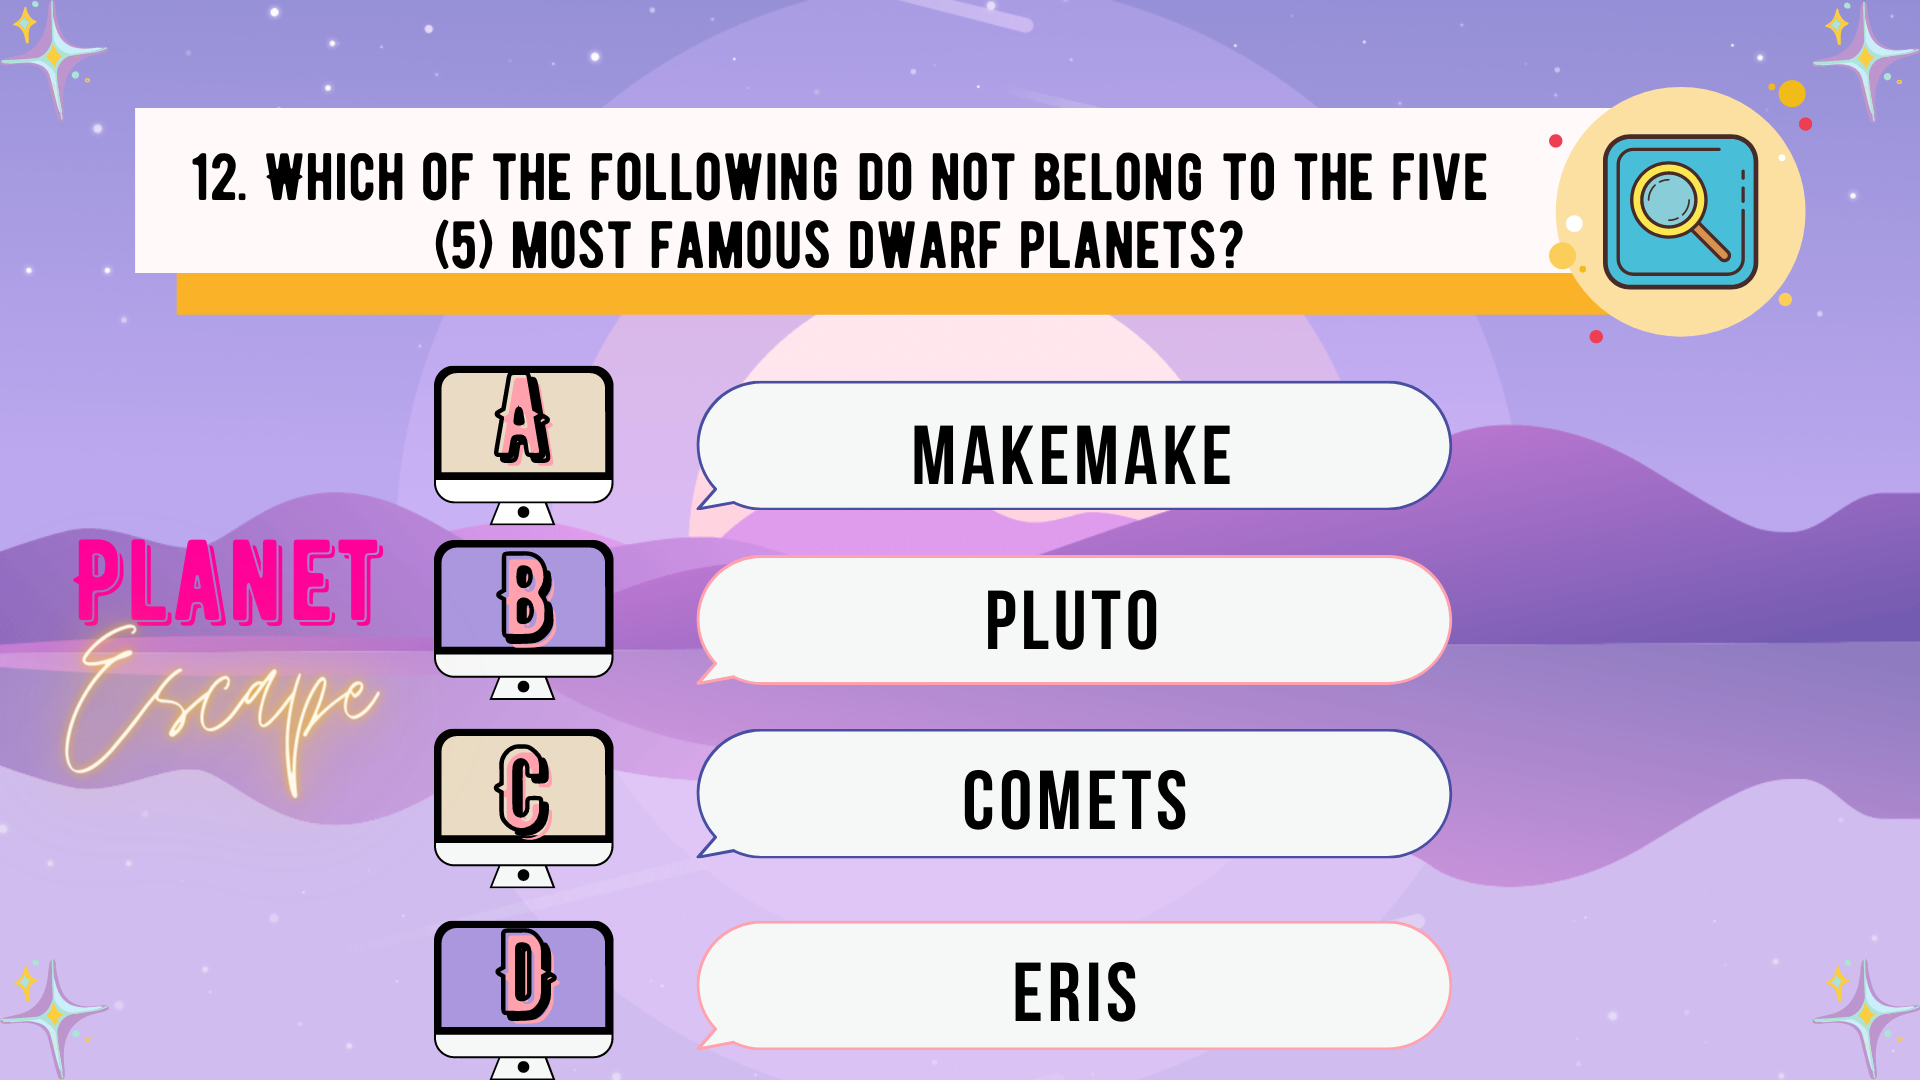 12. WHICH OF THE FOLLOWING DO NOT BELONG TO THE FIVE
(5) MOST FAMOUS DWARF PLANETS?
A
MAKEMAKE
PLANET
Escape
B
PLUTO
C
COMETS
D
ERIS